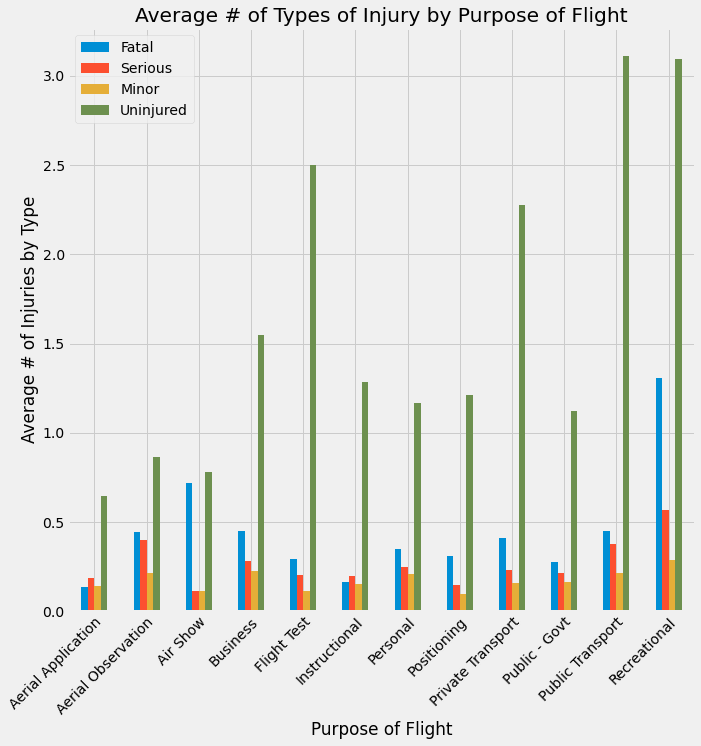 Average # of Types of Injury by Purpose of Flight
Fatal
Serious
Minor
Uninjured
Average # of Injuries by Type
3.0
2.5
2.0
1.5
1.0
0.5
0.0
Aerial Application
Aerial Observation
Air Show
Business
Flight Test
Instructional
Personal
Positioning
Private Transport
Public - Govt
Public Transport
Recreational
Purpose of Flight